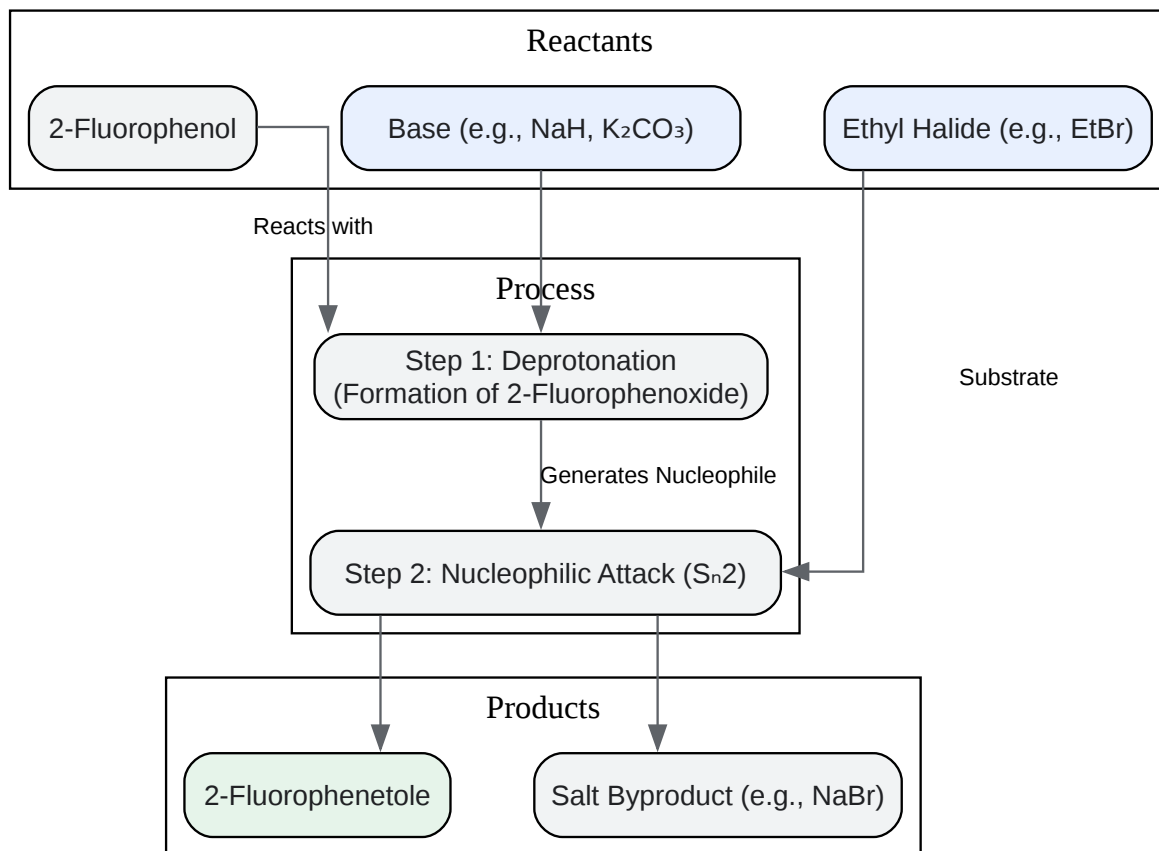 Reactants
2-Fluorophenol
Base (e.g., NaH, K₂CO₃)
Ethyl Halide (e.g., EtBr)
Reacts with
Process
Step 1: Deprotonation
(Formation of 2-Fluorophenoxide)
Substrate
Generates Nucleophile
Step 2: Nucleophilic Attack (Sₙ2)
Products
2-Fluorophenetole
Salt Byproduct (e.g., NaBr)